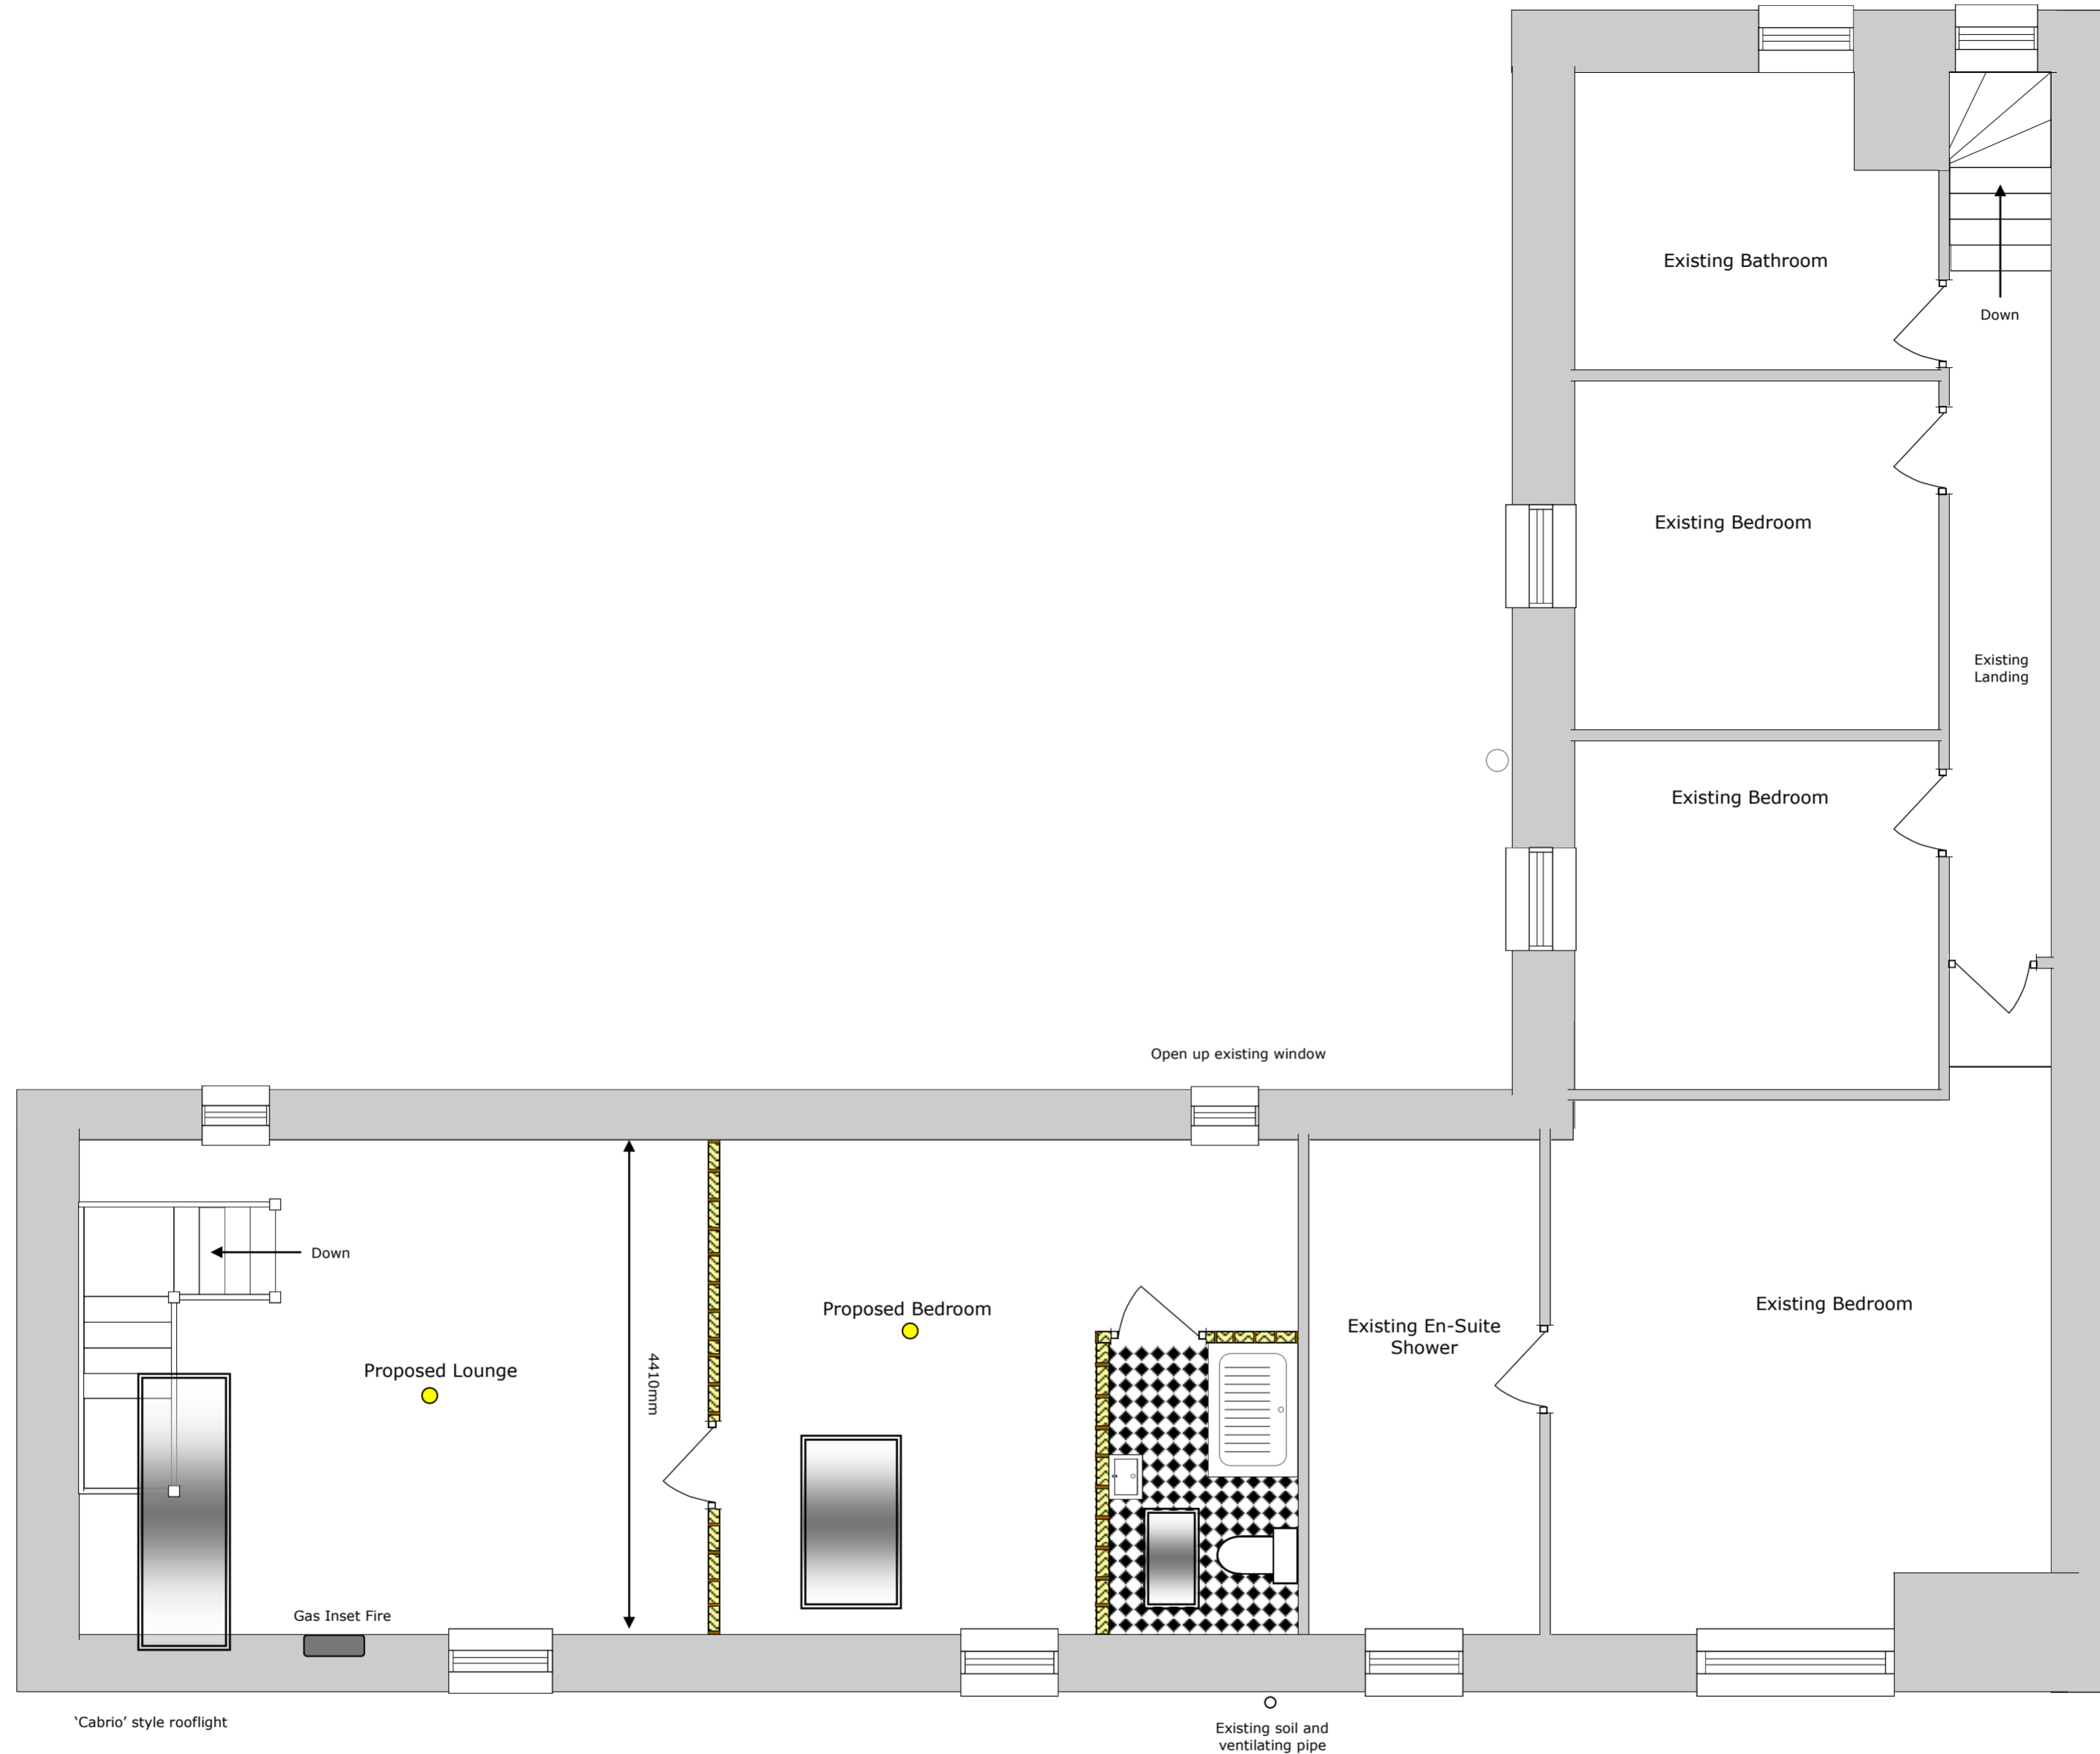 Existing Bathroom
Down
Existing Bedroom
Existing
Landing
Existing Bedroom
Open up existing window
Down
Proposed Lounge
4410mm
Proposed Bedroom
Existing En-Suite
Shower
Existing Bedroom
Gas Inset Fire
‘Cabrio’ style rooflight
Existing soil and
ventilating pipe